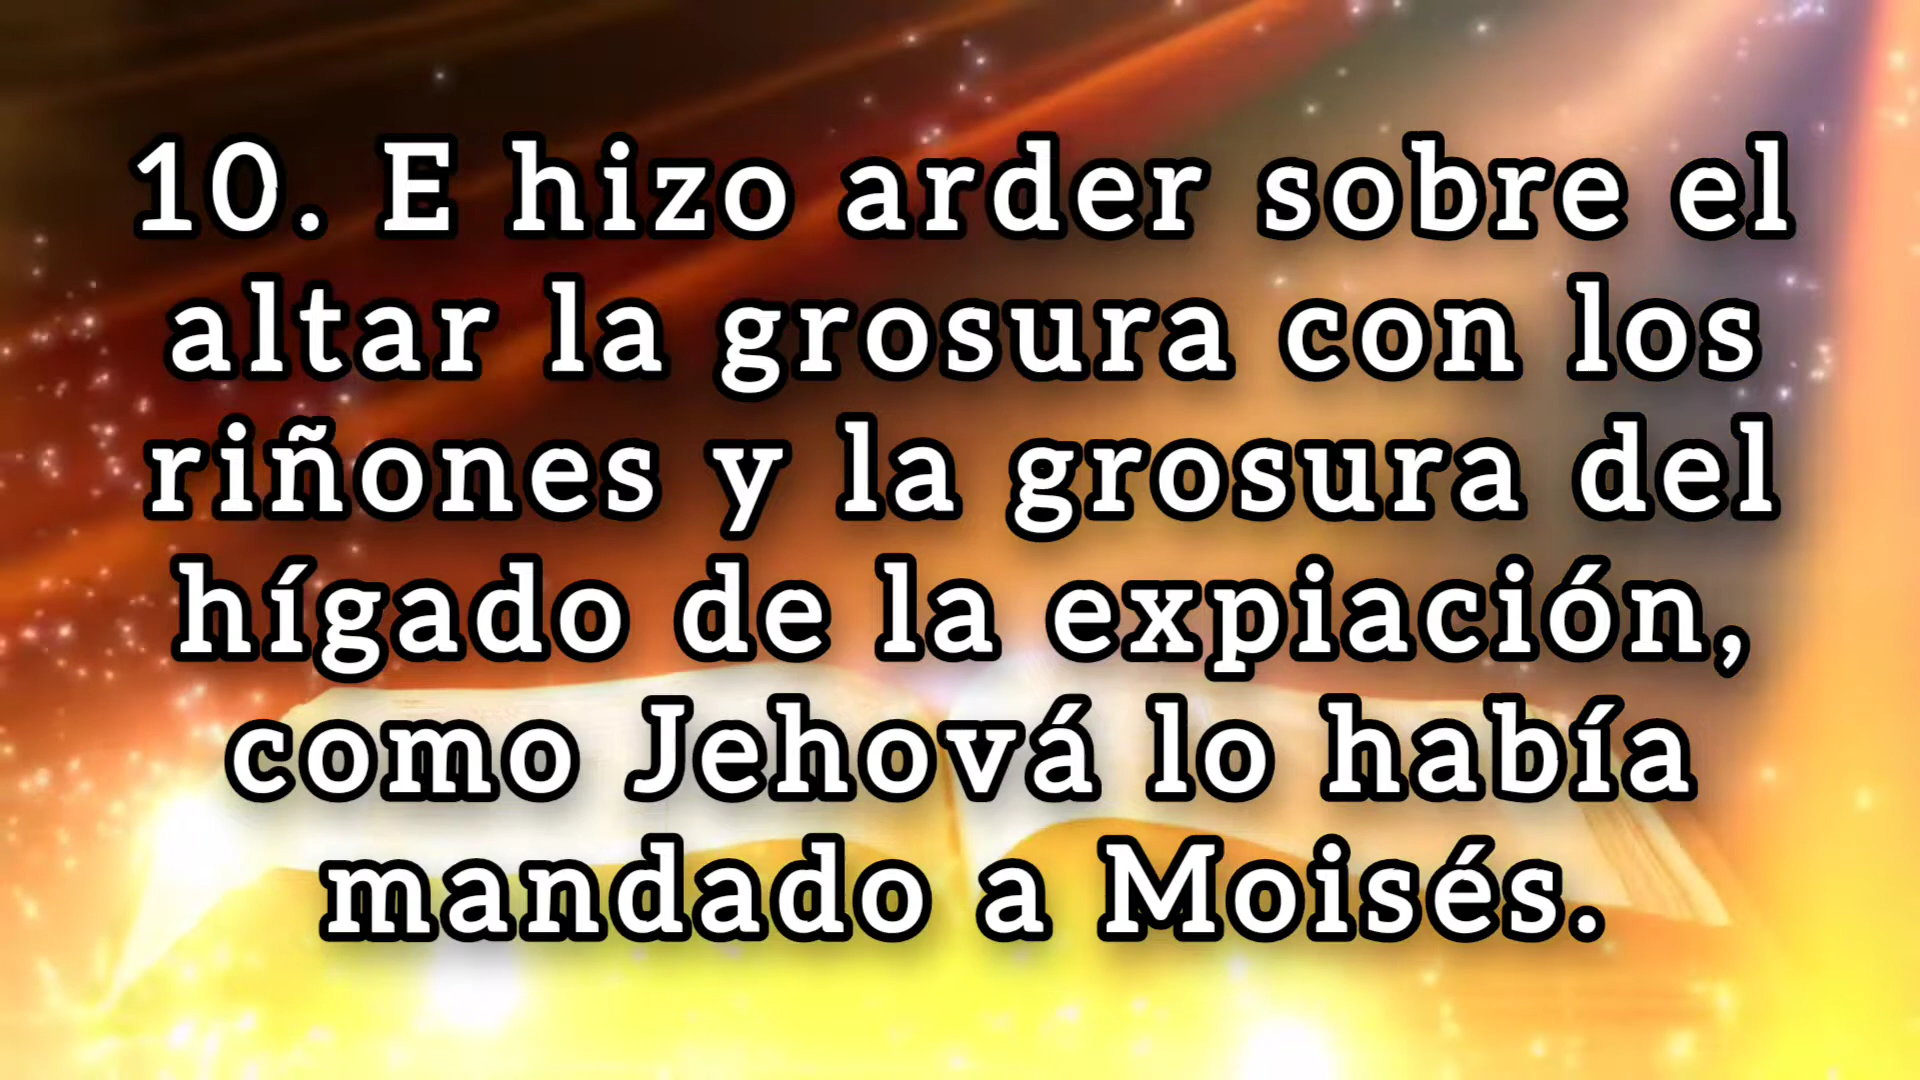 10. E hizo arder sobre el
altar la grosura con los
riñones y la grosura del
hígado de la expiación,
como Jehová lo había
mandado a Moisés.